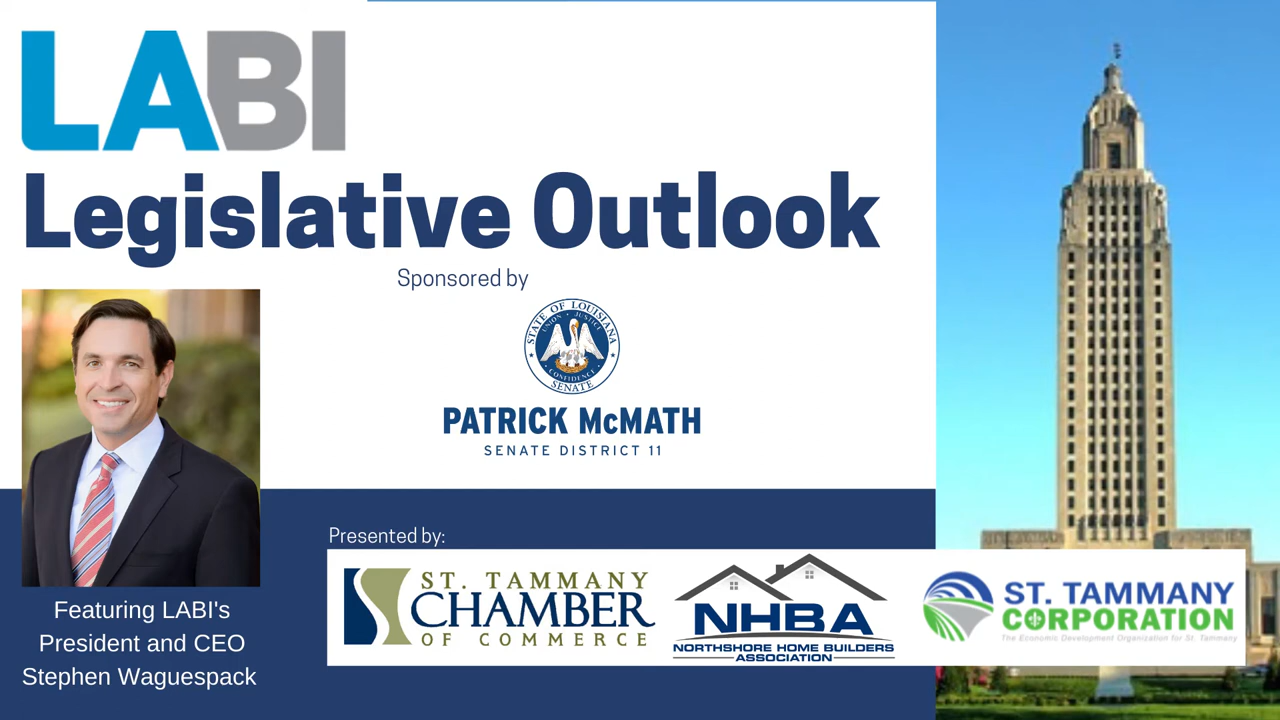 LABI
Legislative Outlook
Sponsored by
STATE OF LOUISIANA
UNION · JUSTICE
CONFIDENCE
SENATE
PATRICK McMATH
SENATE DISTRICT 11
Featuring LABI's
President and CEO
Stephen Waguespack
Presented by:
ST. TAMMANY
CHAMBER
OF COMMERCE
NHBA
NORTHSHORE HOME BUILDERS
ASSOCIATION
ST. TAMMANY
CORPORATION
The Economic Development Organization for St. Tammany